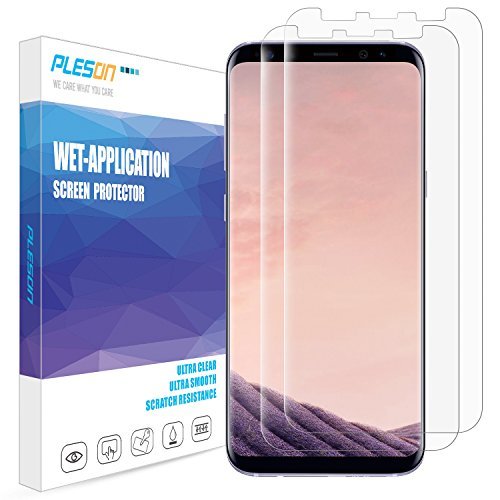 PLESON
WE CARE WHAT YOU CARE
WET-APPLICATION
SCREEN PROTECTOR
PLESON
ULTRA CLEAR
ULTRA SMOOTH
SCRATCH RESISTANCE